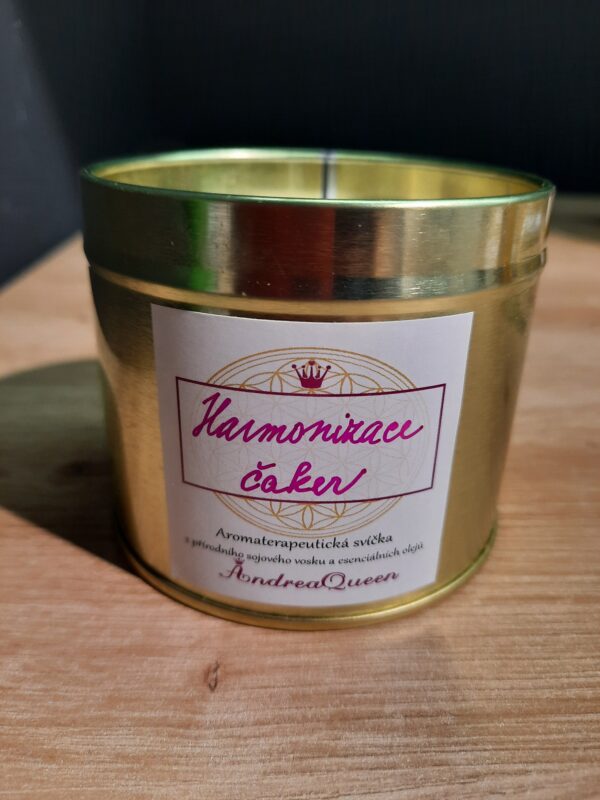 Harmonizace
čaker
Aromaterapeutická svíčka
z přírodního sojového vosku a esenciálních olejů
AndreaQueen